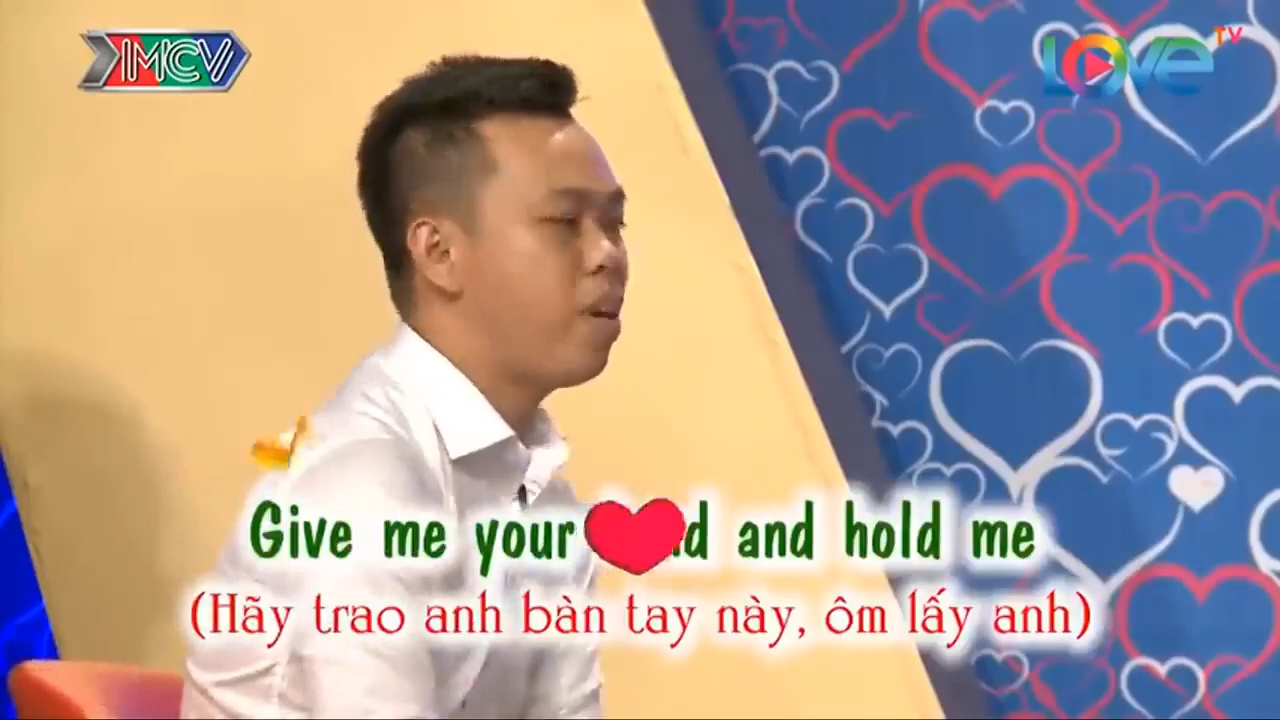 MCV
LOVE TV
Give me your and hold me
(Hãy trao anh bàn tay này, ôm lấy anh)